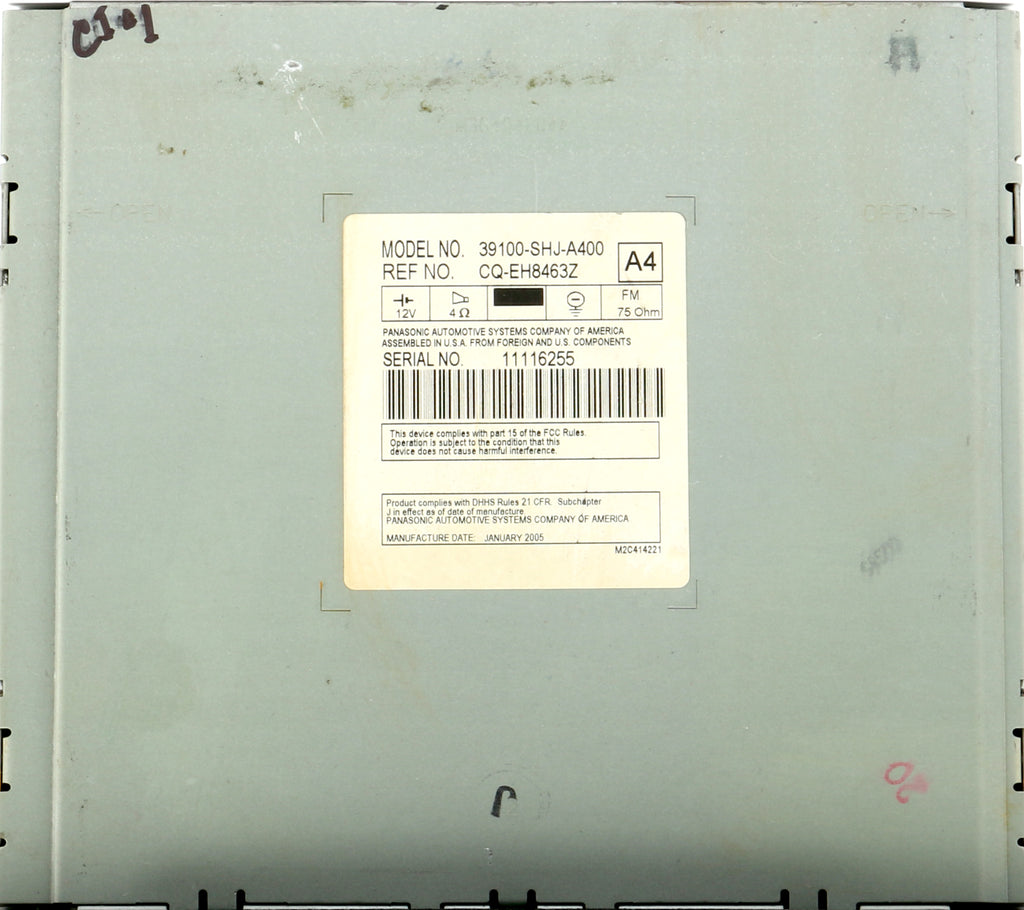 CI01
← OPEN
OPEN →
MODEL NO. 39100-SHJ-A400
REF NO. CQ-EH8463Z
A4
12V
4 Ω
FM
75 Ohm
PANASONIC AUTOMOTIVE SYSTEMS COMPANY OF AMERICA
ASSEMBLED IN U.S.A. FROM FOREIGN AND U.S. COMPONENTS
SERIAL NO. 11116255
This device complies with part 15 of the FCC Rules.
Operation is subject to the condition that this
device does not cause harmful interference.
Product complies with DHHS Rules 21 CFR. Subchapter
J in effect as of date of manufacture
PANASONIC AUTOMOTIVE SYSTEMS COMPANY OF AMERICA
MANUFACTURE DATE: JANUARY 2005
M2C414221